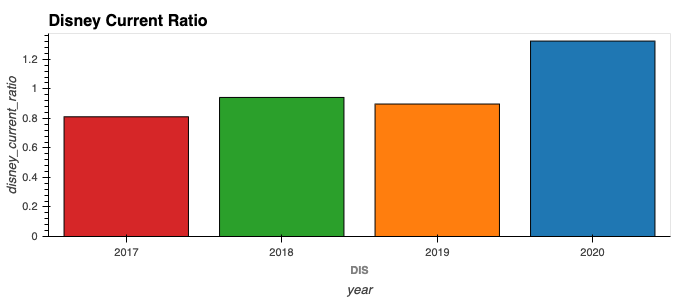 Disney Current Ratio
disney_current_ratio
1.2
1
0.8
0.6
0.4
0.2
0
2017 2018 2019 2020
DIS
year